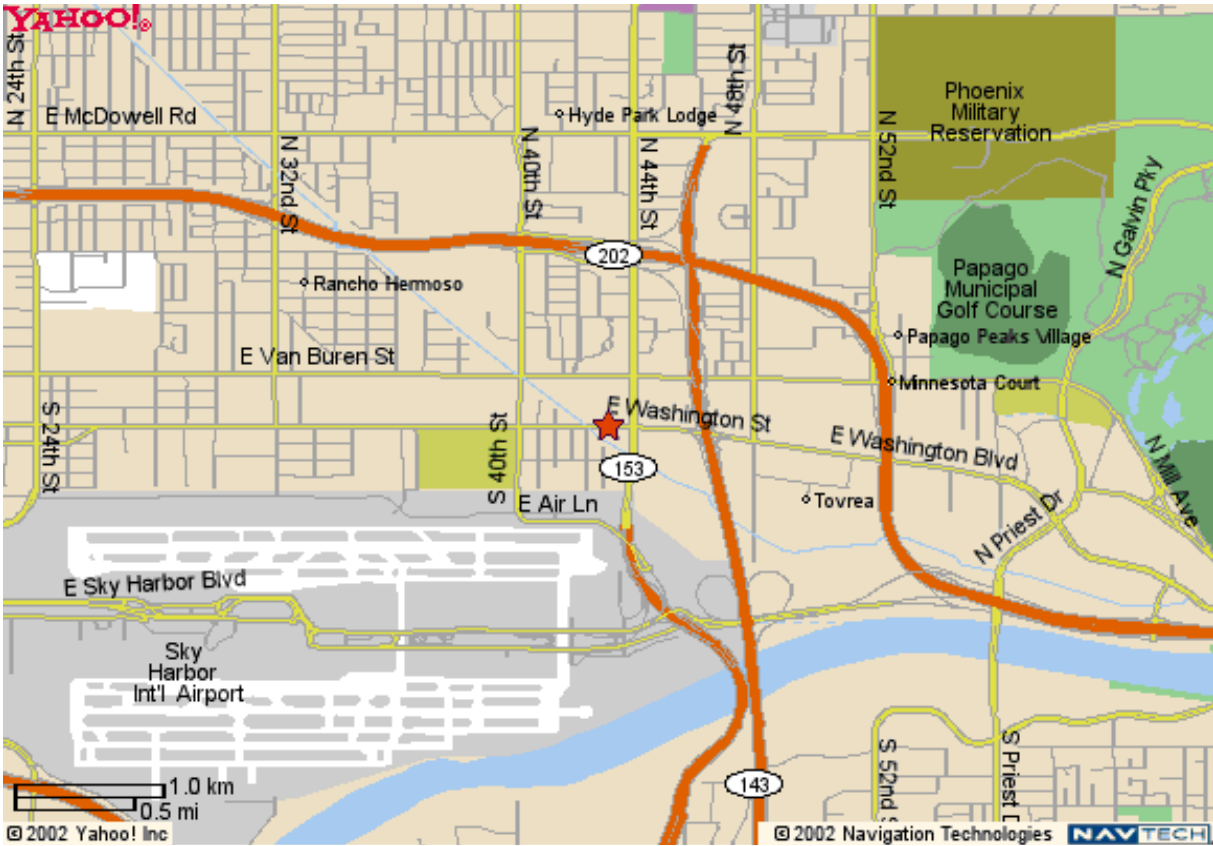 YAHOO!®
N 24th St
E McDowell Rd
N 32nd St
N 40th St
Hyde Park Lodge
N 44th St
N 48th St
N 52nd St
Phoenix
Military
Reservation
N Galvin Pky
202
Rancho Hermoso
Papago
Municipal
Golf Course
Papago Peaks Village
E Van Buren St
Minnesota Court
S 24th St
S 40th St
E Washington St
E Washington Blvd
153
N Mill Ave
E Air Ln
Tovrea
N Priest Dr
E Sky Harbor Blvd
Sky
Harbor
Int'l Airport
S 52nd S
S Priest D
143
1.0 km
0.5 mi
© 2002 Yahoo! Inc
© 2002 Navigation Technologies NAVTECH